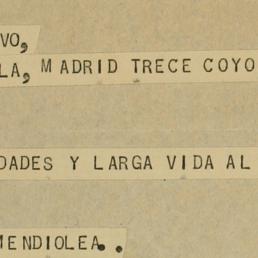 VO,
LA, MADRID TRECE COYO
DADES Y LARGA VIDA AL
MENDIOLEA..